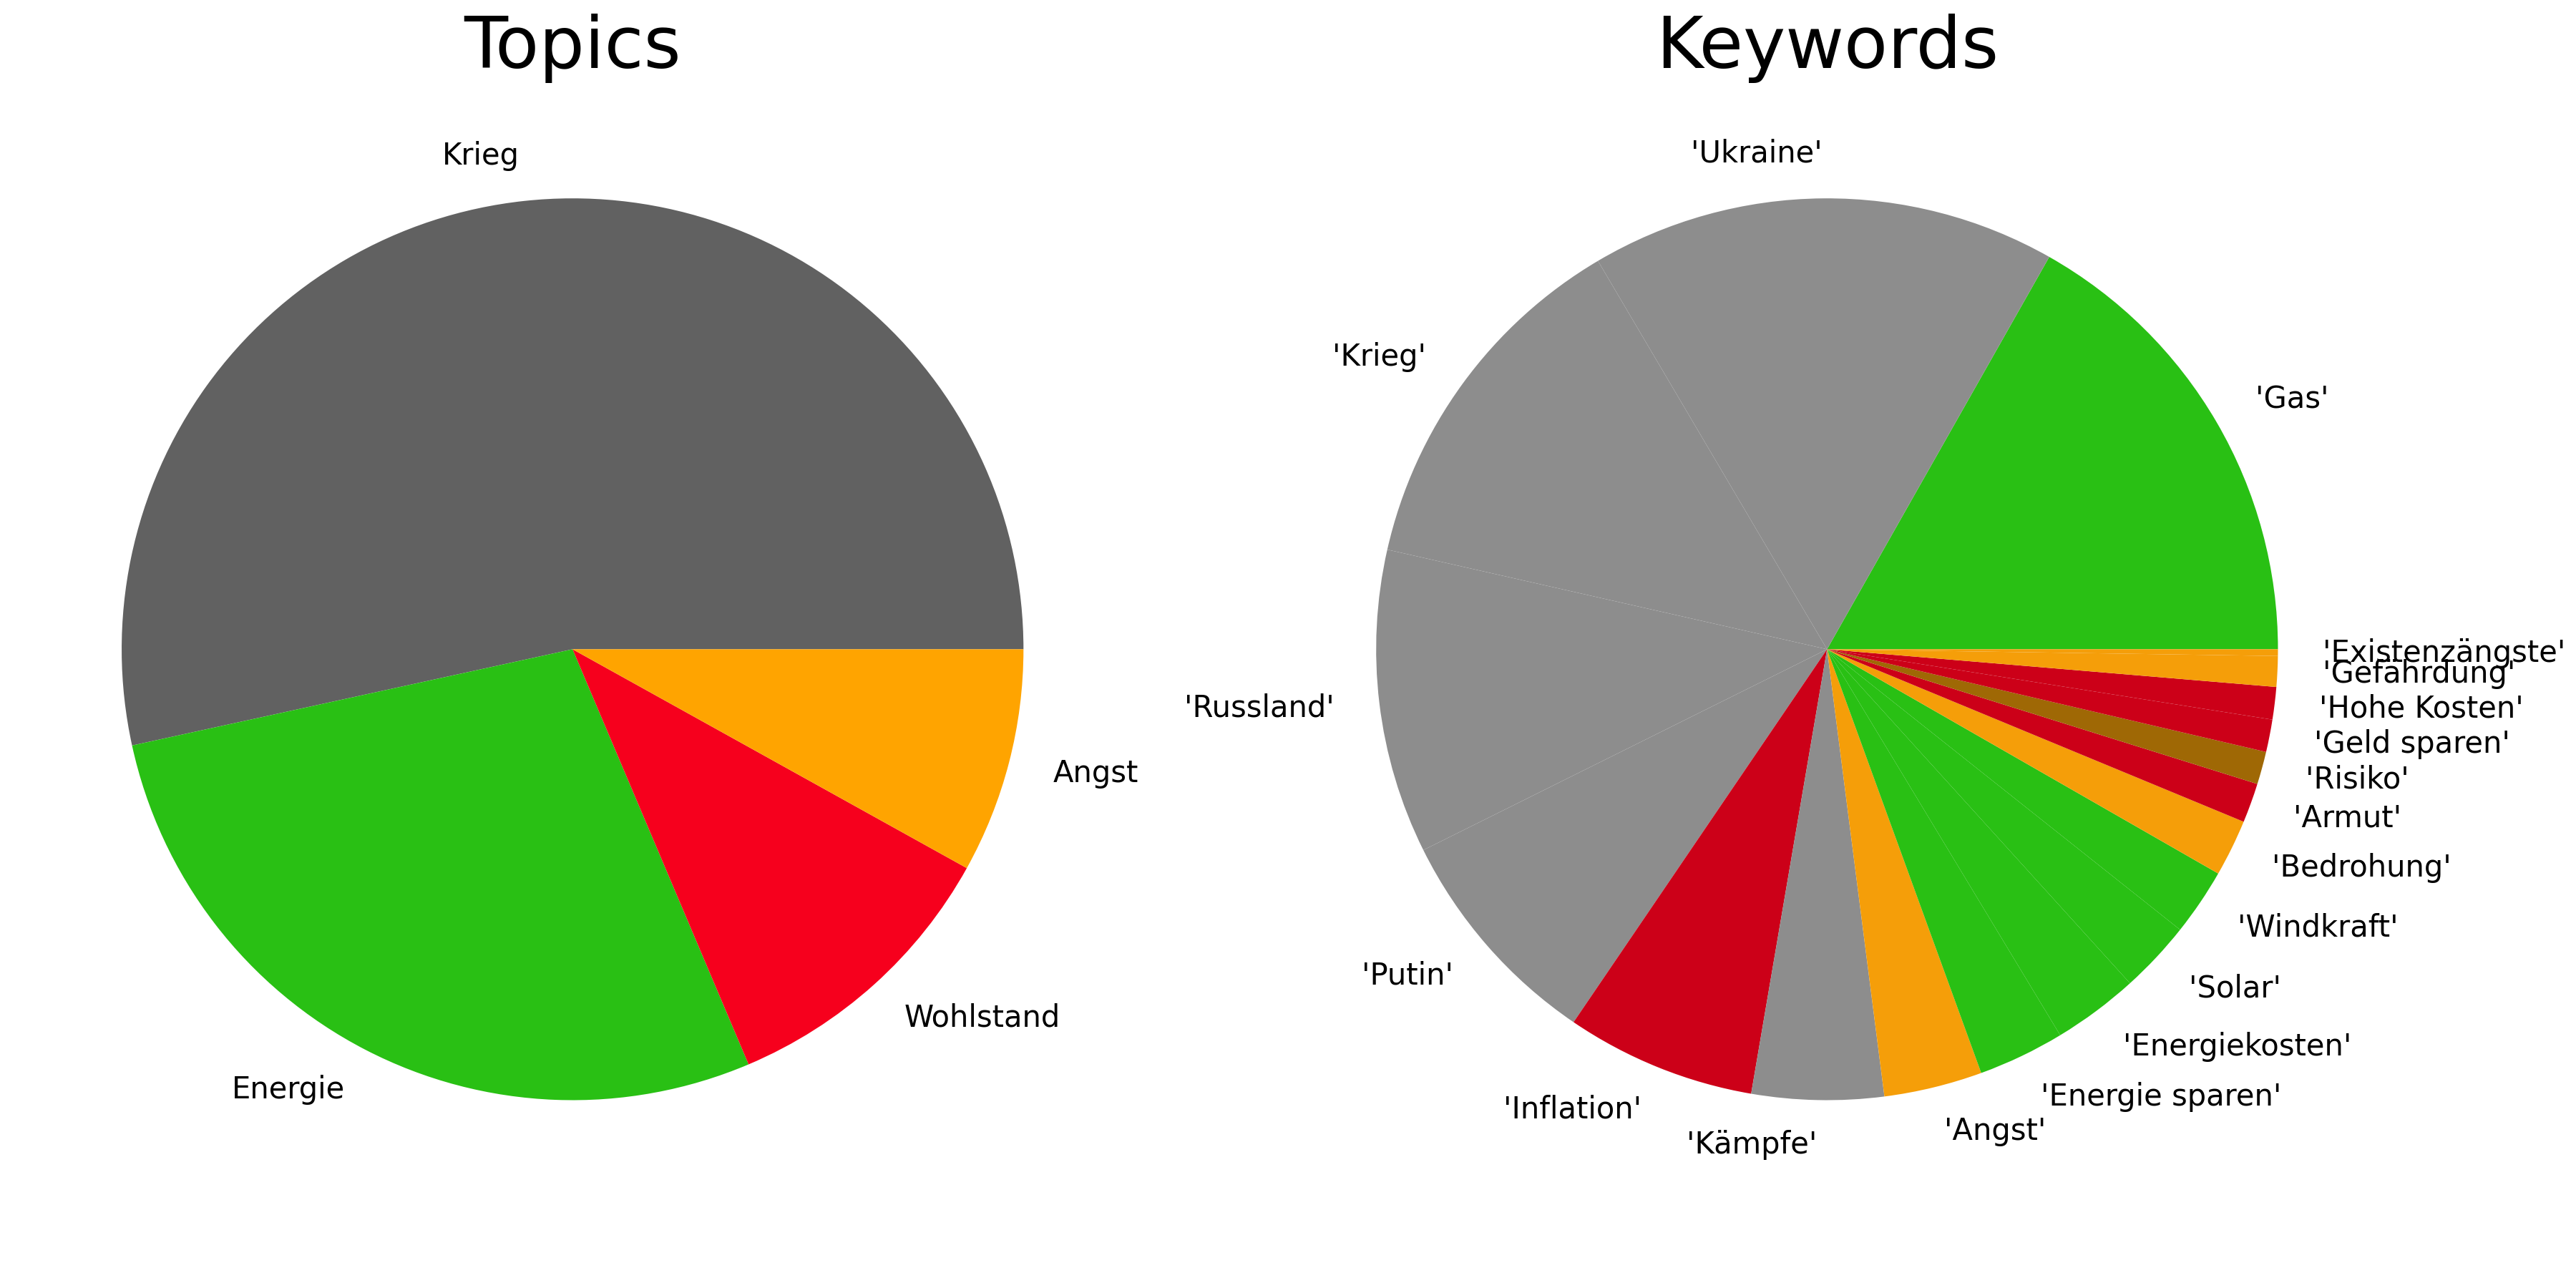 Topics
Krieg
Energie
Wohlstand
Angst
Keywords
'Gas'
'Ukraine'
'Krieg'
'Russland'
'Putin'
'Inflation'
'Kämpfe'
'Angst'
'Energie sparen'
'Energiekosten'
'Solar'
'Windkraft'
'Bedrohung'
'Armut'
'Risiko'
'Geld sparen'
'Hohe Kosten'
'Gefährdung'
'Existenzängste'